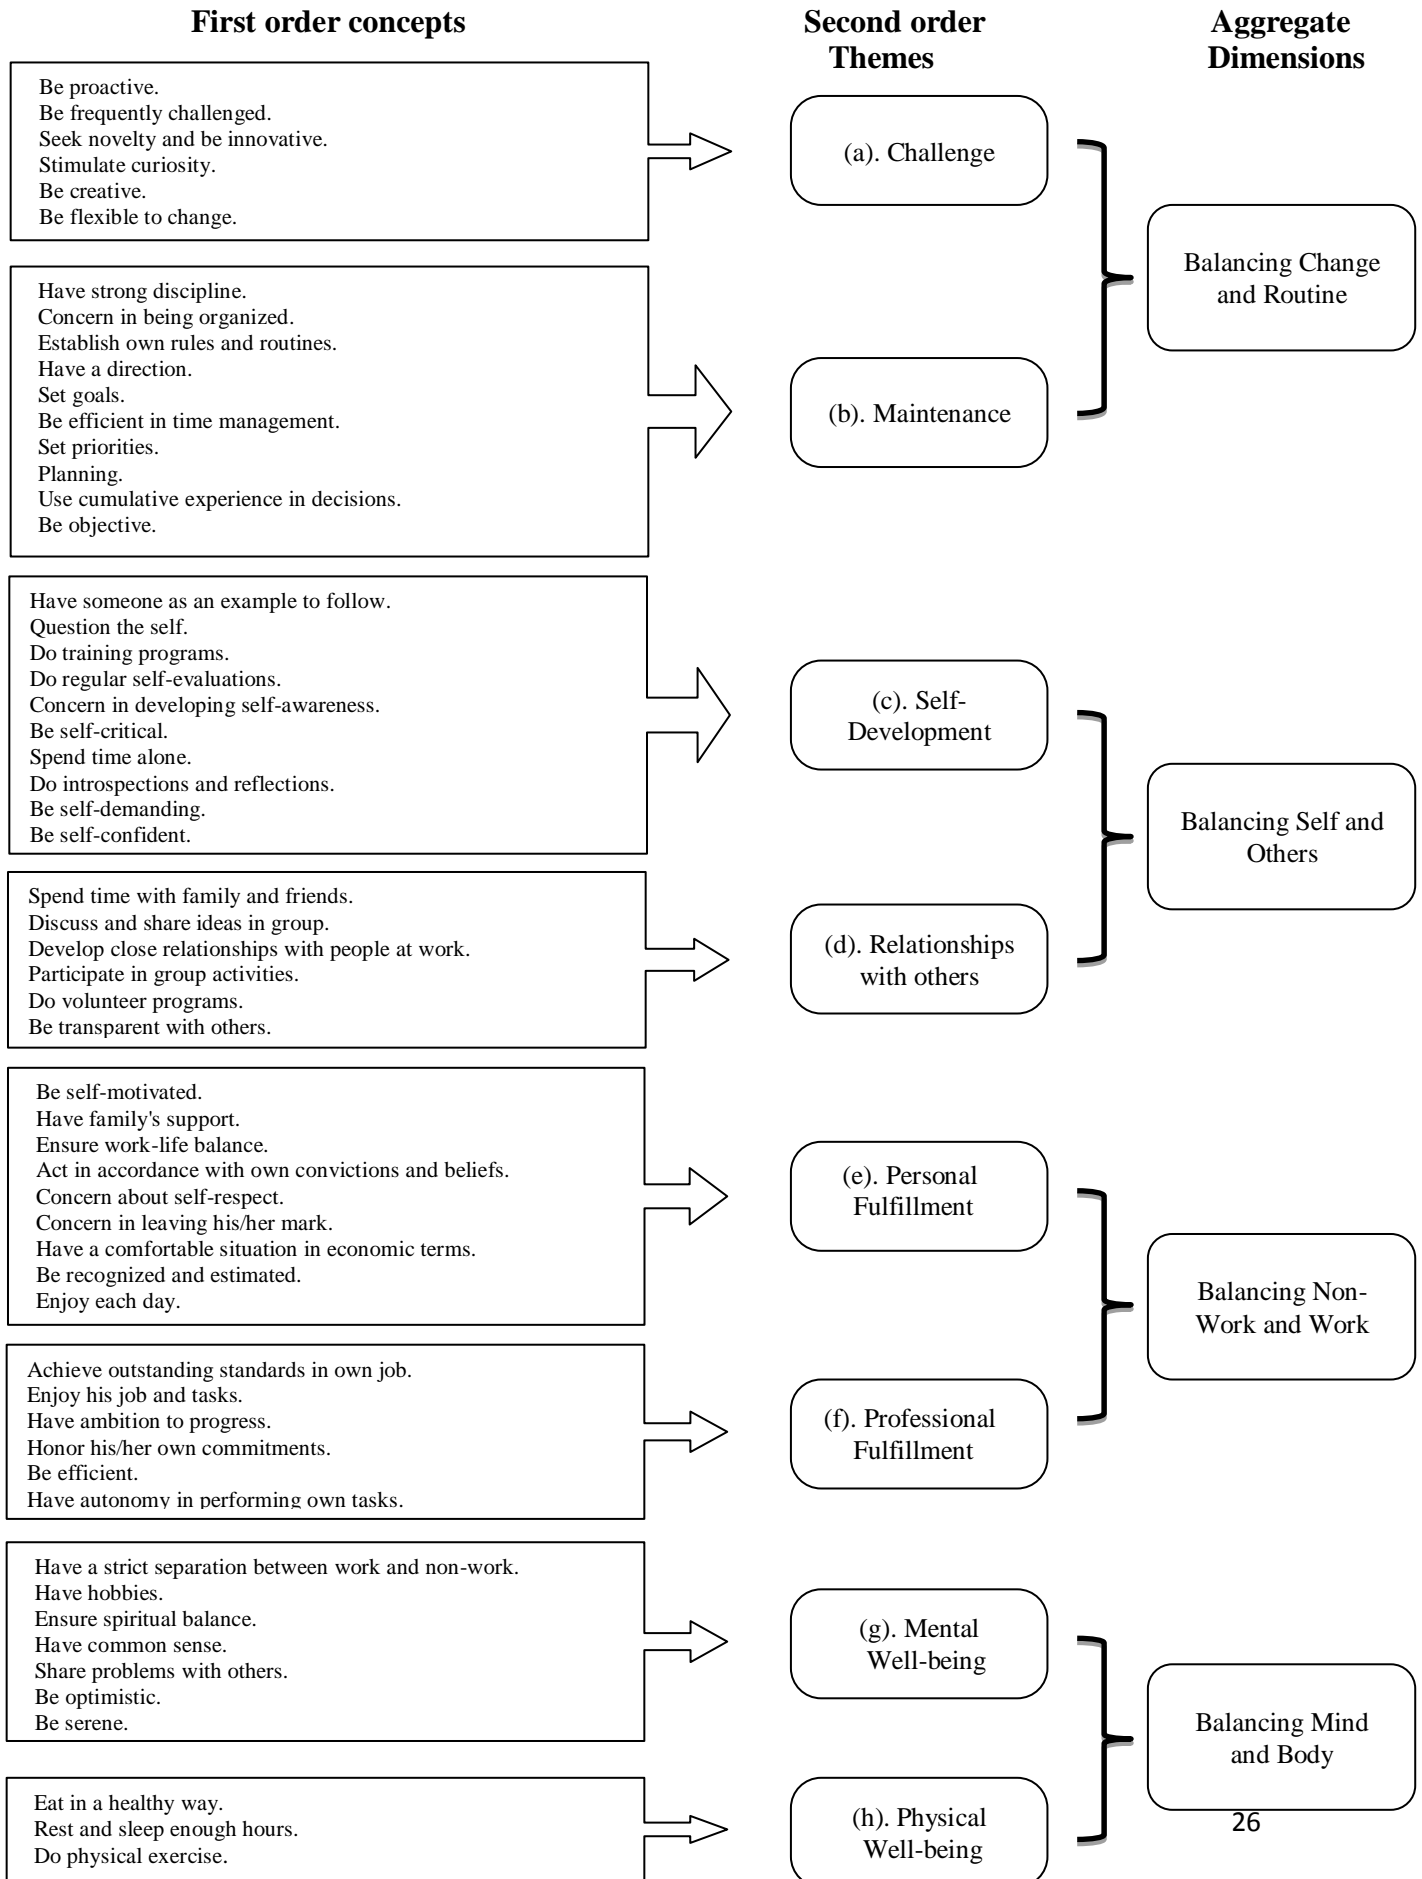 First order concepts
Second order
Themes
Aggregate
Dimensions
Be proactive.
Be frequently challenged.
Seek novelty and be innovative.
Stimulate curiosity.
Be creative.
Be flexible to change.
(a). Challenge
Balancing Change
and Routine
Have strong discipline.
Concern in being organized.
Establish own rules and routines.
Have a direction.
Set goals.
Be efficient in time management.
Set priorities.
Planning.
Use cumulative experience in decisions.
Be objective.
(b). Maintenance
Have someone as an example to follow.
Question the self.
Do training programs.
Do regular self-evaluations.
Concern in developing self-awareness.
Be self-critical.
Spend time alone.
Do introspections and reflections.
Be self-demanding.
Be self-confident.
(c). Self-
Development
Balancing Self and
Others
Spend time with family and friends.
Discuss and share ideas in group.
Develop close relationships with people at work.
Participate in group activities.
Do volunteer programs.
Be transparent with others.
(d). Relationships
with others
Be self-motivated.
Have family's support.
Ensure work-life balance.
Act in accordance with own convictions and beliefs.
Concern about self-respect.
Concern in leaving his/her mark.
Have a comfortable situation in economic terms.
Be recognized and estimated.
Enjoy each day.
(e). Personal
Fulfillment
Balancing Non-
Work and Work
Achieve outstanding standards in own job.
Enjoy his job and tasks.
Have ambition to progress.
Honor his/her own commitments.
Be efficient.
Have autonomy in performing own tasks.
(f). Professional
Fulfillment
Have a strict separation between work and non-work.
Have hobbies.
Ensure spiritual balance.
Have common sense.
Share problems with others.
Be optimistic.
Be serene.
(g). Mental
Well-being
Balancing Mind
and Body
Eat in a healthy way.
Rest and sleep enough hours.
Do physical exercise.
(h). Physical
Well-being
26